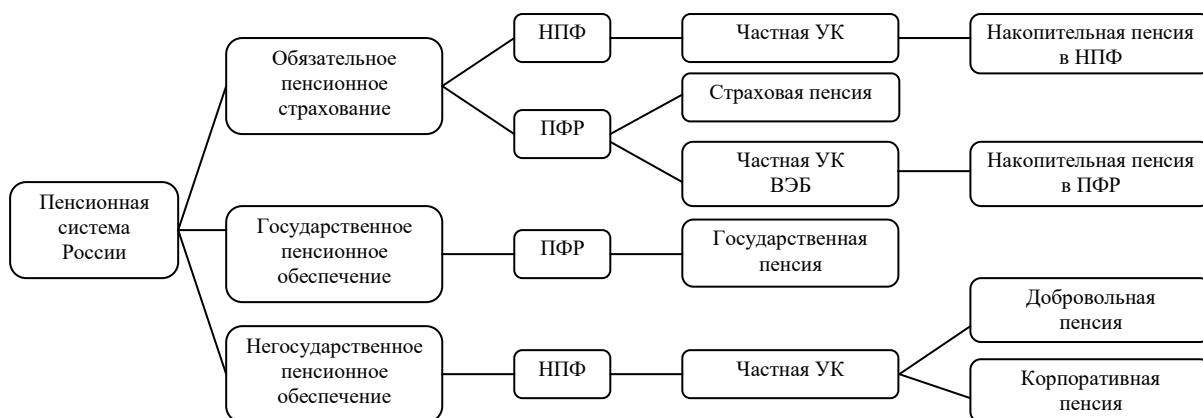 Пенсионная
система
России
Обязательное
пенсионное
страхование
НПФ
Частная УК
Накопительная пенсия
в НПФ
ПФР
Страховая пенсия
Частная УК
ВЭБ
Накопительная пенсия
в ПФР
Государственное
пенсионное
обеспечение
ПФР
Государственная
пенсия
Негосударственное
пенсионное
обеспечение
НПФ
Частная УК
Добровольная
пенсия
Корпоративная
пенсия